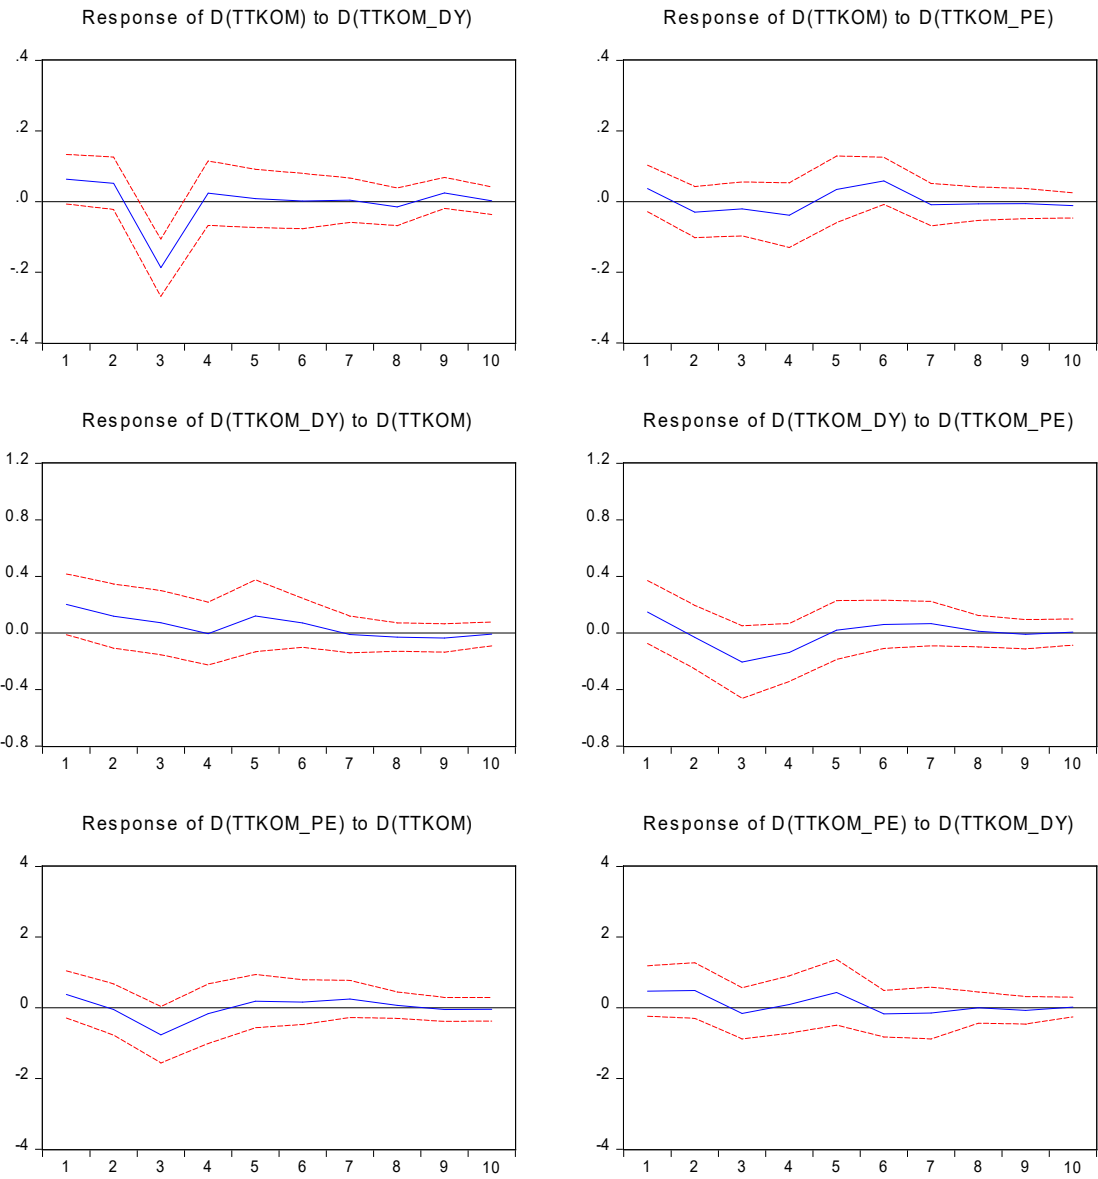 Response of D(TTKOM) to D(TTKOM_DY)
.4
.2
.0
-.2
-.4
1 2 3 4 5 6 7 8 9 10
Response of D(TTKOM) to D(TTKOM_PE)
.4
.2
.0
-.2
-.4
1 2 3 4 5 6 7 8 9 10
Response of D(TTKOM_DY) to D(TTKOM)
1.2
0.8
0.4
0.0
-0.4
-0.8
1 2 3 4 5 6 7 8 9 10
Response of D(TTKOM_DY) to D(TTKOM_PE)
1.2
0.8
0.4
0.0
-0.4
-0.8
1 2 3 4 5 6 7 8 9 10
Response of D(TTKOM_PE) to D(TTKOM)
4
2
0
-2
-4
1 2 3 4 5 6 7 8 9 10
Response of D(TTKOM_PE) to D(TTKOM_DY)
4
2
0
-2
-4
1 2 3 4 5 6 7 8 9 10